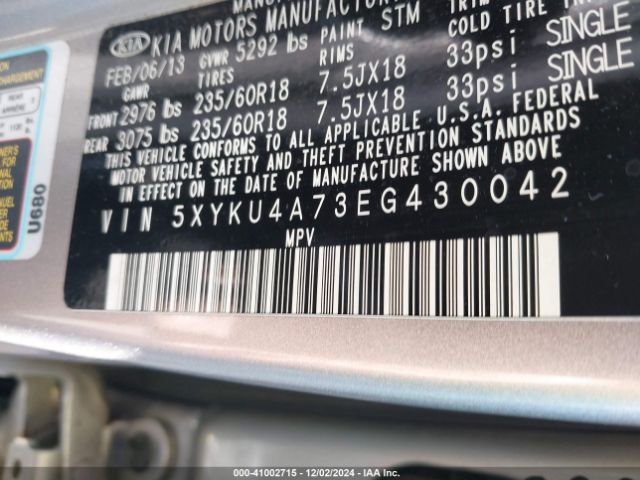 KIA KIA MOTORS MANUFACTUR
FEB/06/13 GVWR 5292 lbs PAINT STM TRIM
GAWR TIRES RIMS COLD TIRE
FRONT 2976 lbs 235/60R18 7.5JX18 33psi SINGLE
REAR 3075 lbs 235/60R18 7.5JX18 33psi SINGLE
THIS VEHICLE CONFORMS TO ALL APPLICABLE U.S.A. FEDERAL
MOTOR VEHICLE SAFETY AND THEFT PREVENTION STANDARDS
IN EFFECT ON THE DATE OF MANUFACTURE SHOWN ABOVE
VIN 5XYKU4A73EG430042
MPV
U680
000-41002715 - 12/02/2024 - IAA Inc.